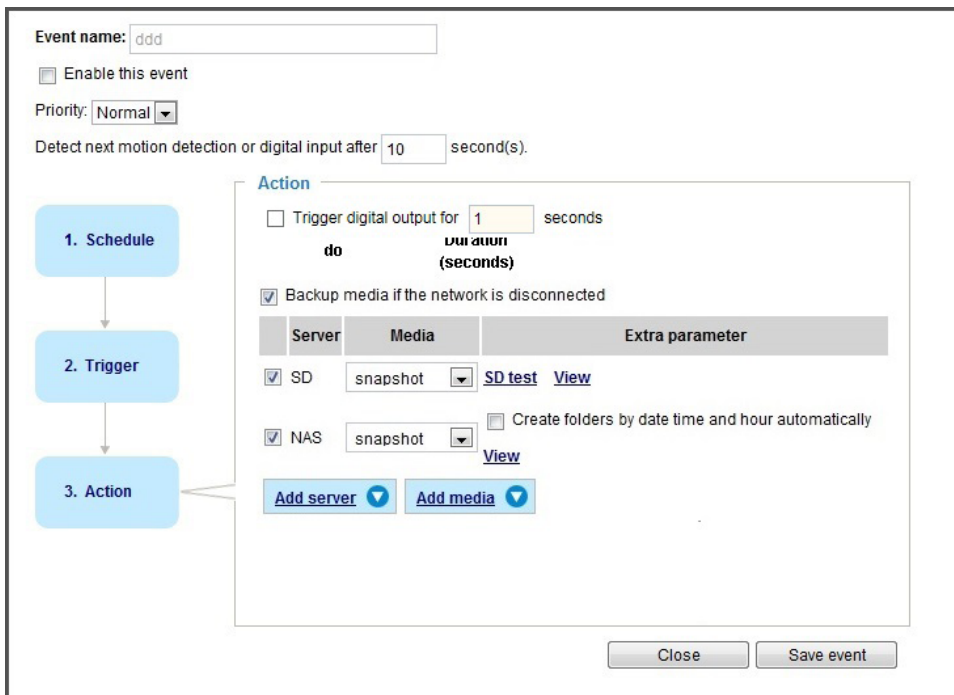 Event name: ddd
Enable this event
Priority: Normal
Detect next motion detection or digital input after 10 second(s).
Action
Trigger digital output for 1 seconds
do
Duration
(seconds)
Backup media if the network is disconnected
Server Media Extra parameter
SD snapshot SD test View
NAS snapshot Create folders by date time and hour automatically
View
Add server Add media
1. Schedule
2. Trigger
3. Action
Close Save event